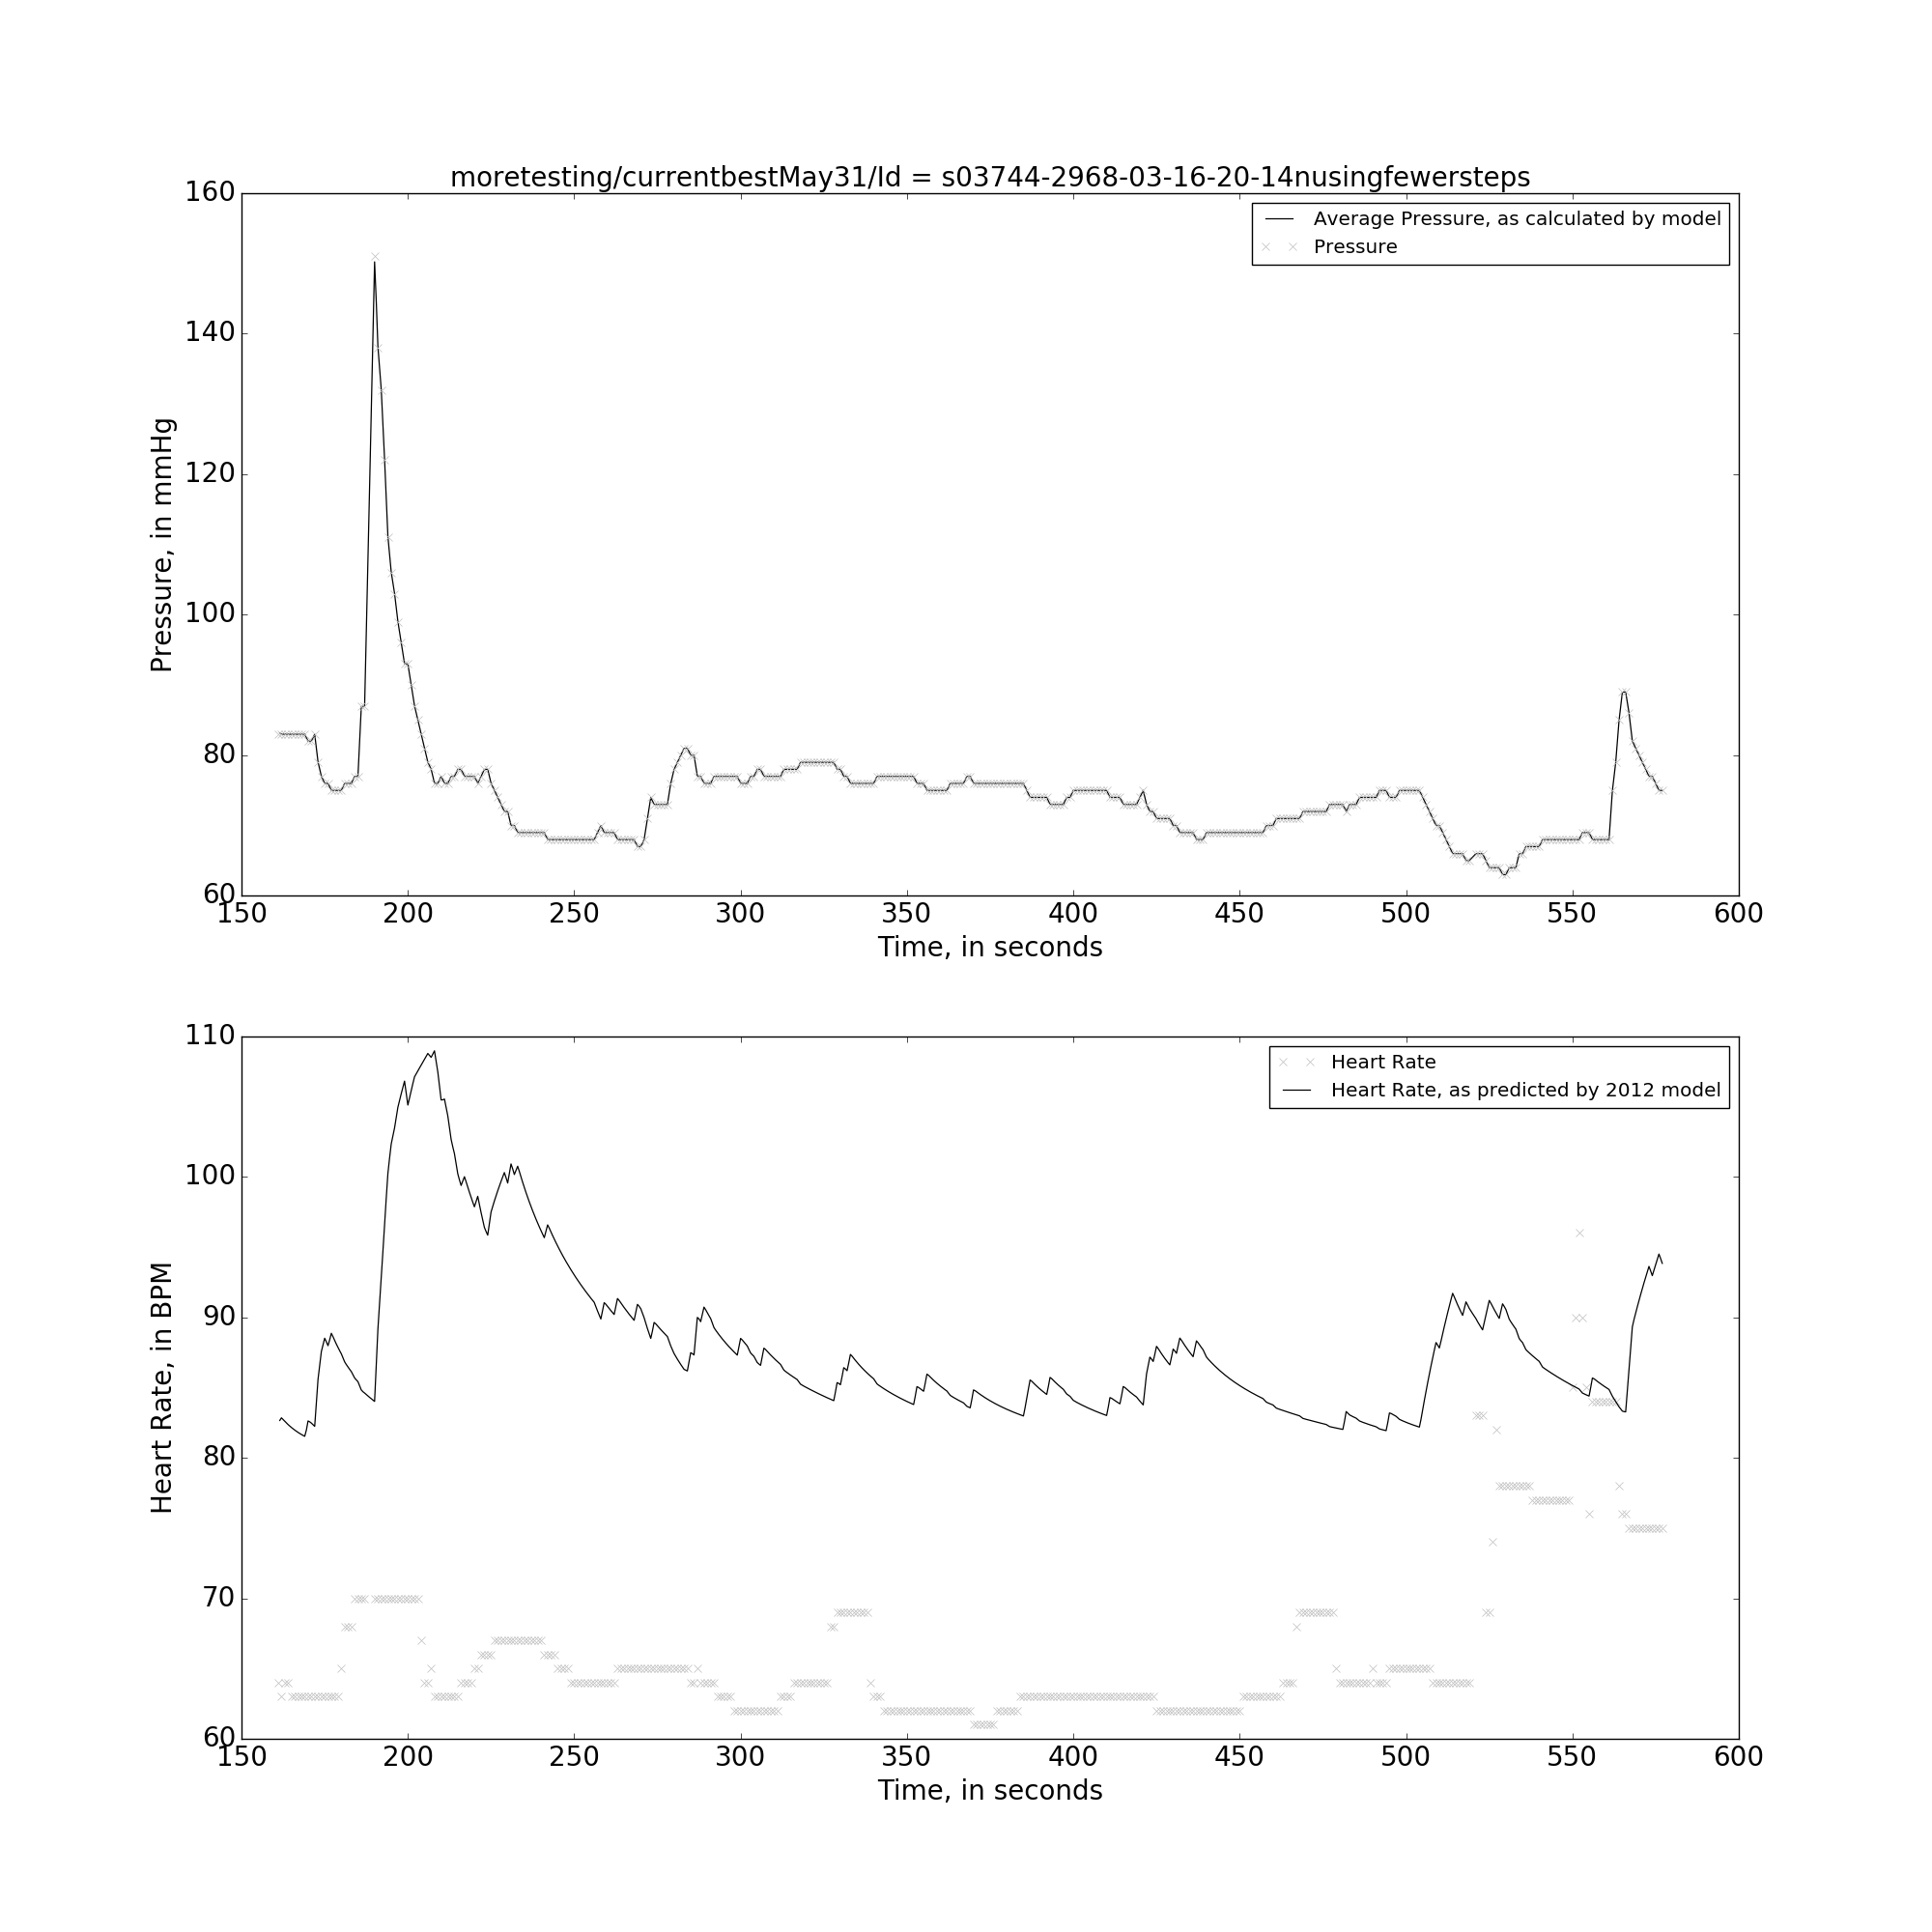 moretesting/currentbestMay31/Id = s03744-2968-03-16-20-14nusingfewersteps
Average Pressure, as calculated by model
Pressure
Pressure, in mmHg
160
140
120
100
80
60
150 200 250 300 350 400 450 500 550 600
Time, in seconds
Heart Rate
Heart Rate, as predicted by 2012 model
Heart Rate, in BPM
110
100
90
80
70
60
150 200 250 300 350 400 450 500 550 600
Time, in seconds